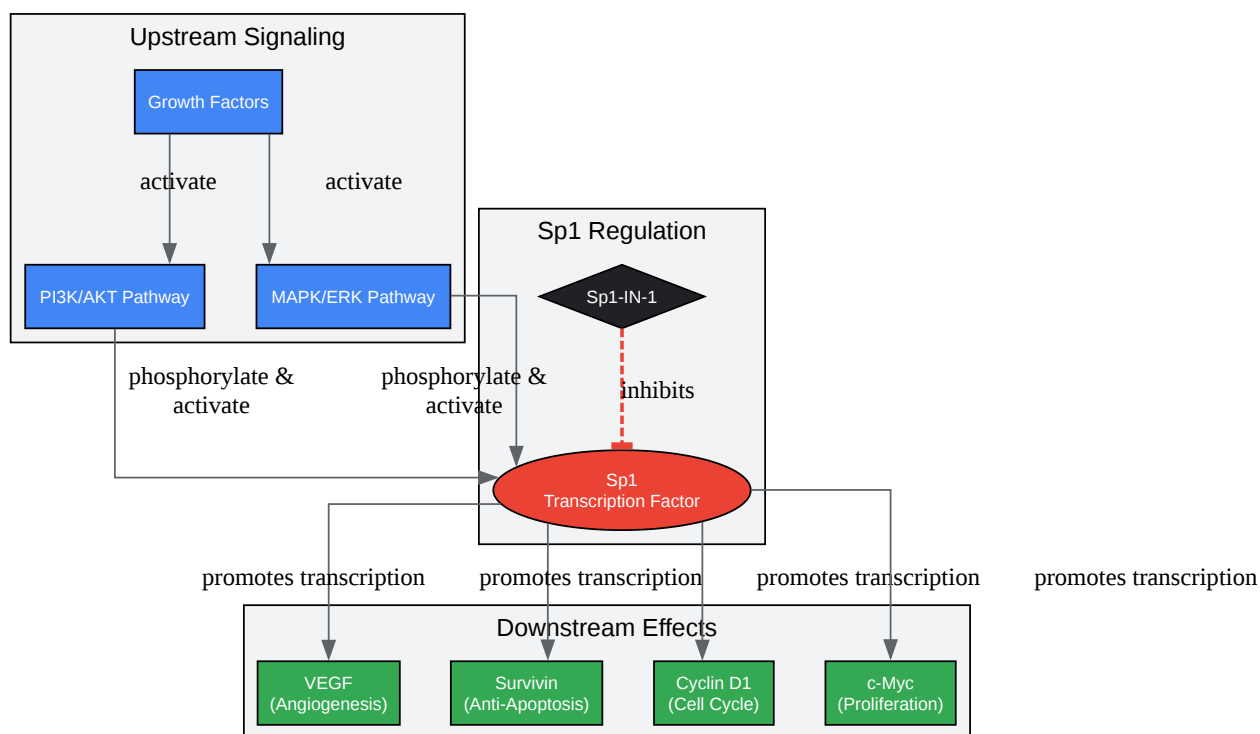 Upstream Signaling
Growth Factors
activate
activate
PI3K/AKT Pathway
MAPK/ERK Pathway
phosphorylate &
activate
phosphorylate &
activate
Sp1 Regulation
Sp1-IN-1
inhibits
Sp1
Transcription Factor
promotes transcription
promotes transcription
promotes transcription
promotes transcription
Downstream Effects
VEGF
(Angiogenesis)
Survivin
(Anti-Apoptosis)
Cyclin D1
(Cell Cycle)
c-Myc
(Proliferation)